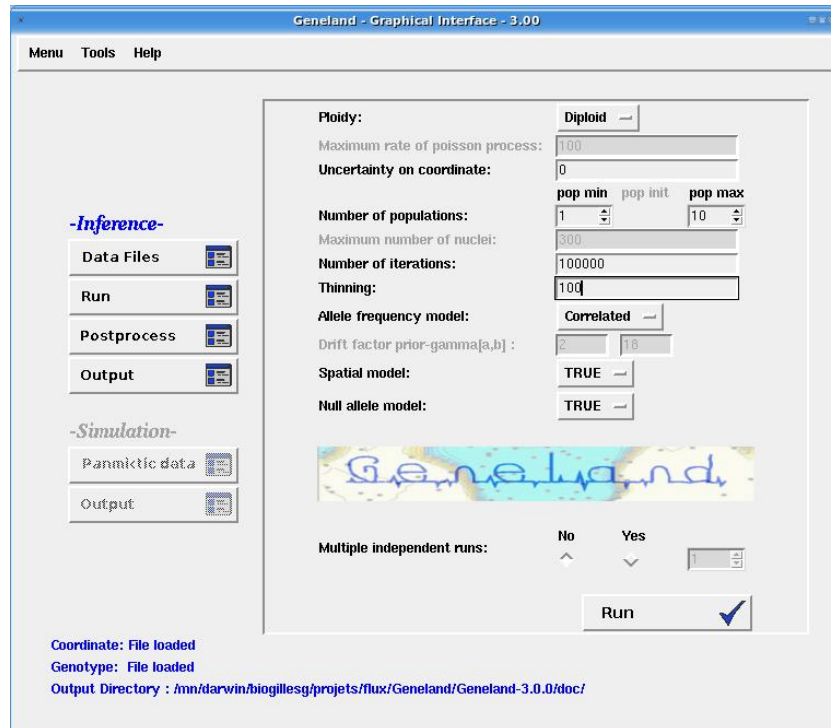 Geneland - Graphical Interface - 3.00
Menu Tools Help
Ploidy: Diploid
Maximum rate of poisson process: 100
Uncertainty on coordinate: 0
pop min pop init pop max
Number of populations: 1 10
Maximum number of nuclei: 300
Number of iterations: 100000
Thinning: 100
Allele frequency model: Correlated
Drift factor prior-gamma[a,b] : 2 18
Spatial model: TRUE
Null allele model: TRUE
-Inference-
Data Files
Run
Postprocess
Output
-Simulation-
Panmictic data
Output
Geneland
No Yes
Multiple independent runs: 1
Run
Coordinate: File loaded
Genotype: File loaded
Output Directory : /mn/darwin/biogillesg/projets/flux/Geneland/Geneland-3.0.0/doc/